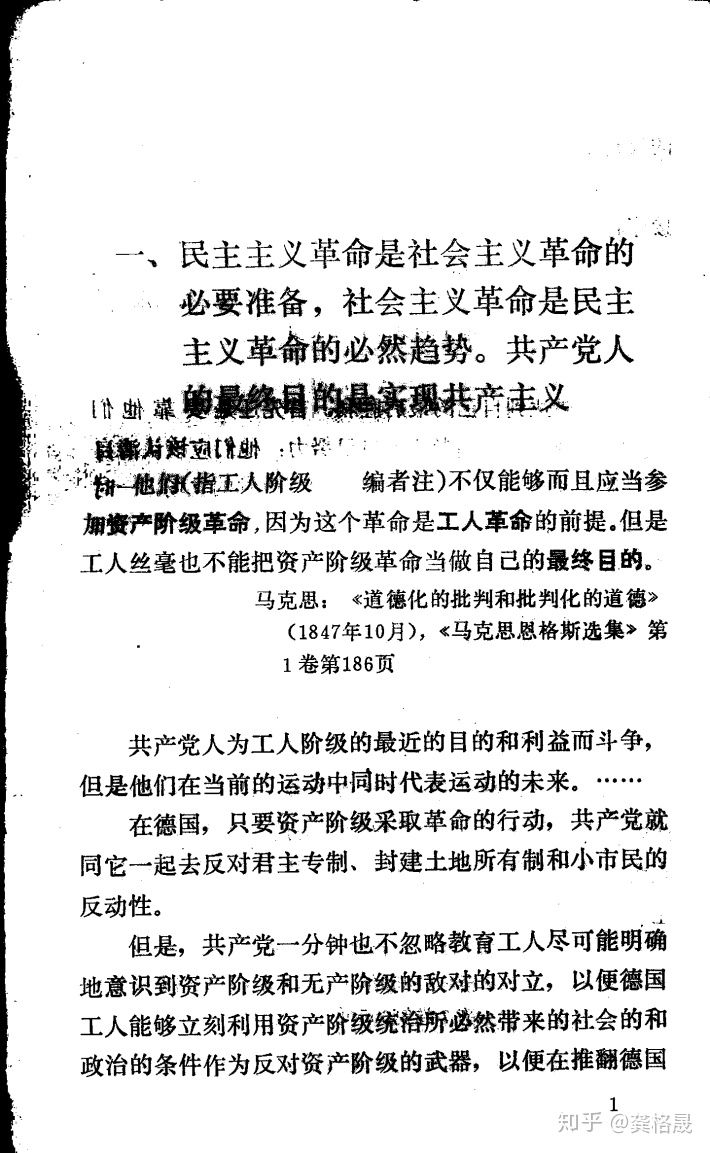 一、民主主义革命是社会主义革命的
必要准备，社会主义革命是民主
主义革命的必然趋势。共产党人
的最终目的是实现共产主义
他们(指工人阶级 编者注)不仅能够而且应当参
加资产阶级革命，因为这个革命是工人革命的前提。但是
工人丝毫也不能把资产阶级革命当做自己的最终目的。
马克思：《道德化的批判和批判化的道德》
(1847年10月)，《马克思恩格斯选集》第
1卷第186页
共产党人为工人阶级的最近的目的和利益而斗争，
但是他们在当前的运动中同时代表运动的未来。……
在德国，只要资产阶级采取革命的行动，共产党就
同它一起去反对君主专制、封建土地所有制和小市民的
反动性。
但是，共产党一分钟也不忽略教育工人尽可能明确
地意识到资产阶级和无产阶级的敌对的对立，以便德国
工人能够立刻利用资产阶级统治所必然带来的社会的和
政治的条件作为反对资产阶级的武器，以便在推翻德国
1
知乎 @龚格晟